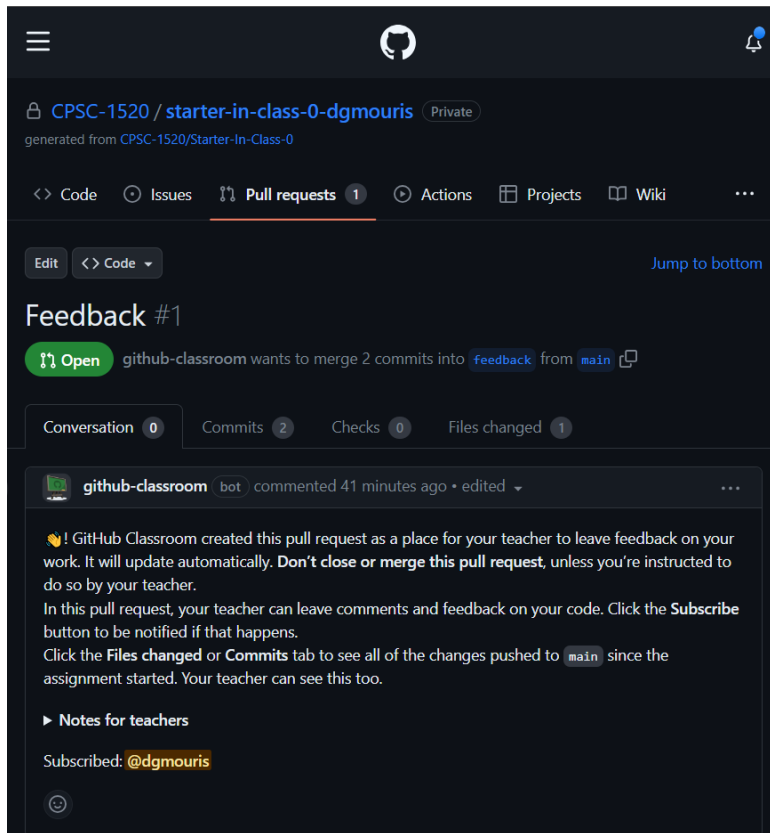 CPSC-1520 / starter-in-class-0-dgmouris Private
generated from CPSC-1520/Starter-In-Class-0
Code Issues Pull requests 1 Actions Projects Wiki ...
Edit Code Jump to bottom
Feedback #1
Open github-classroom wants to merge 2 commits into feedback from main
Conversation 0 Commits 2 Checks 0 Files changed 1
github-classroom bot commented 41 minutes ago • edited ...
👋! GitHub Classroom created this pull request as a place for your teacher to leave feedback on your
work. It will update automatically. Don’t close or merge this pull request, unless you’re instructed to
do so by your teacher.
In this pull request, your teacher can leave comments and feedback on your code. Click the Subscribe
button to be notified if that happens.
Click the Files changed or Commits tab to see all of the changes pushed to main since the
assignment started. Your teacher can see this too.
Notes for teachers
Subscribed: @dgmouris